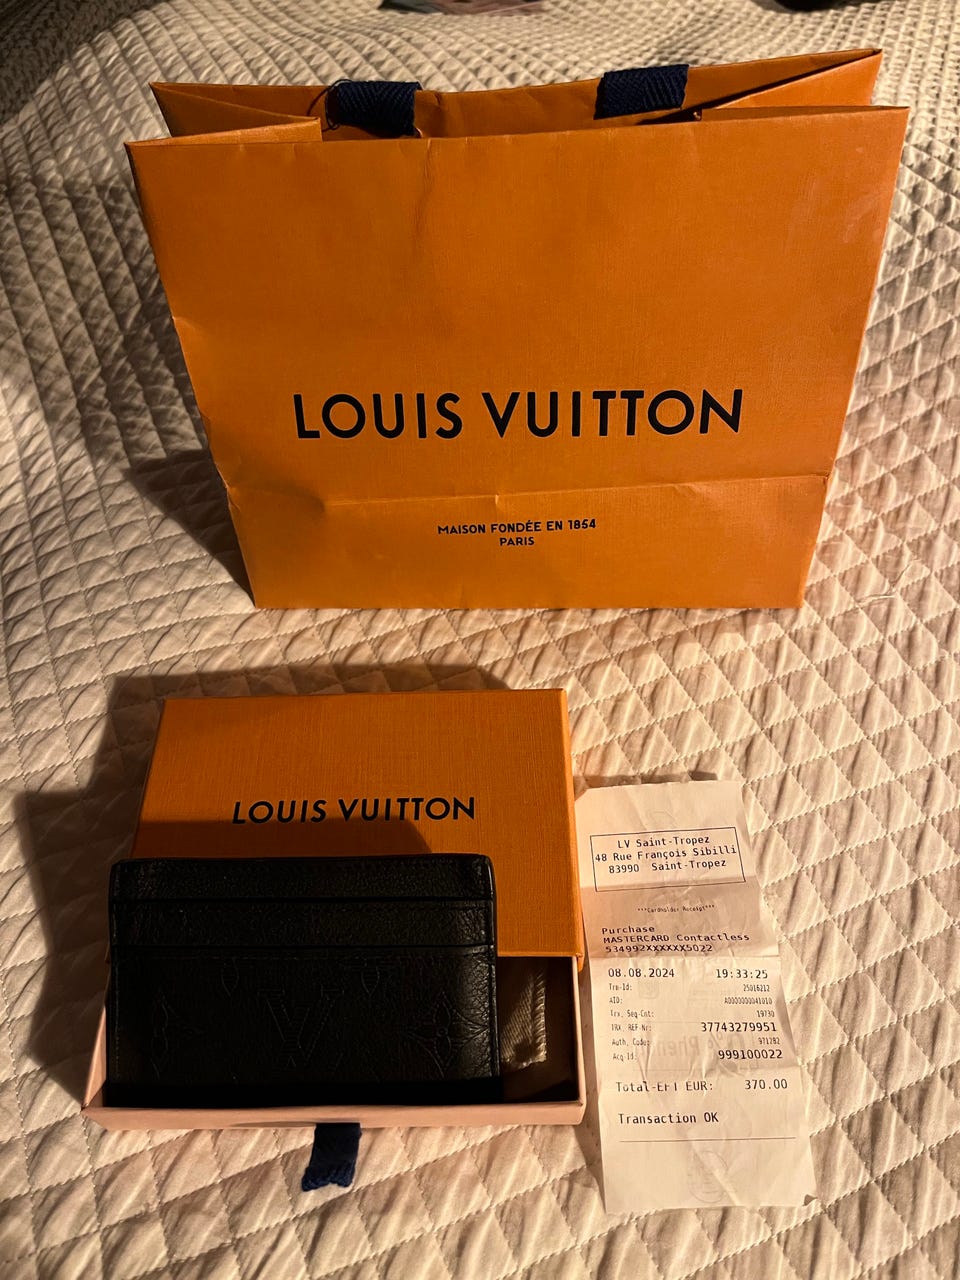 LOUIS VUITTON
MAISON FONDÉE EN 1854
PARIS
LOUIS VUITTON
LV
LV Saint-Tropez
48 Rue François Sibilli
83990 Saint-Tropez
***Cardholder Receipt***
Purchase
MASTERCARD Contactless
534992XXXXXX5022
08.08.2024 19:33:25
Trm-Id: 25016212
AID: A0000000041010
Trx. Seq-Cnt: 19730
TRX. REF-Nr: 37743279951
Auth. Code: 971282
Acq-Id: 999100022
Total-EFT EUR: 370.00
Transaction OK